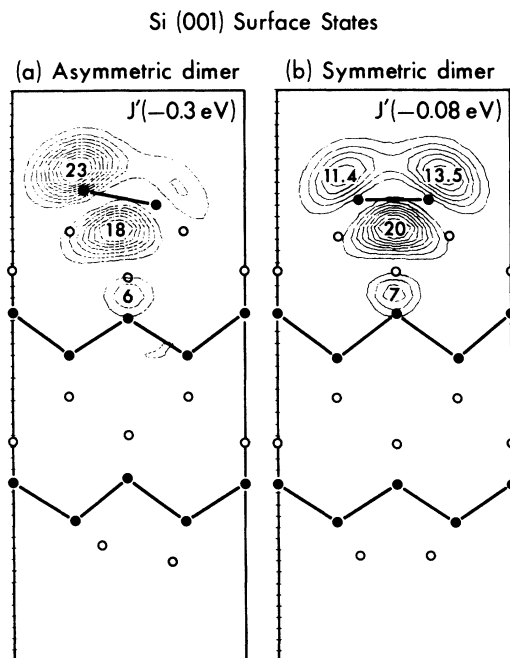 Si (001) Surface States
(a) Asymmetric dimer
(b) Symmetric dimer
J′(−0.3 eV)
J′(−0.08 eV)
23
11.4
13.5
18
20
6
7